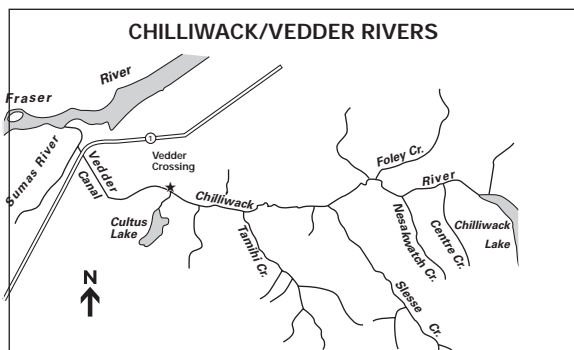 CHILLIWACK/VEDDER RIVERS
Fraser
River
1
Sumas River
Vedder
Canal
Vedder
Crossing
Cultus
Lake
Chilliwack
River
Foley Cr.
Tamihi Cr.
Slesse
Cr.
Nesakwatch Cr.
Centre Cr.
Chilliwack
Lake
N